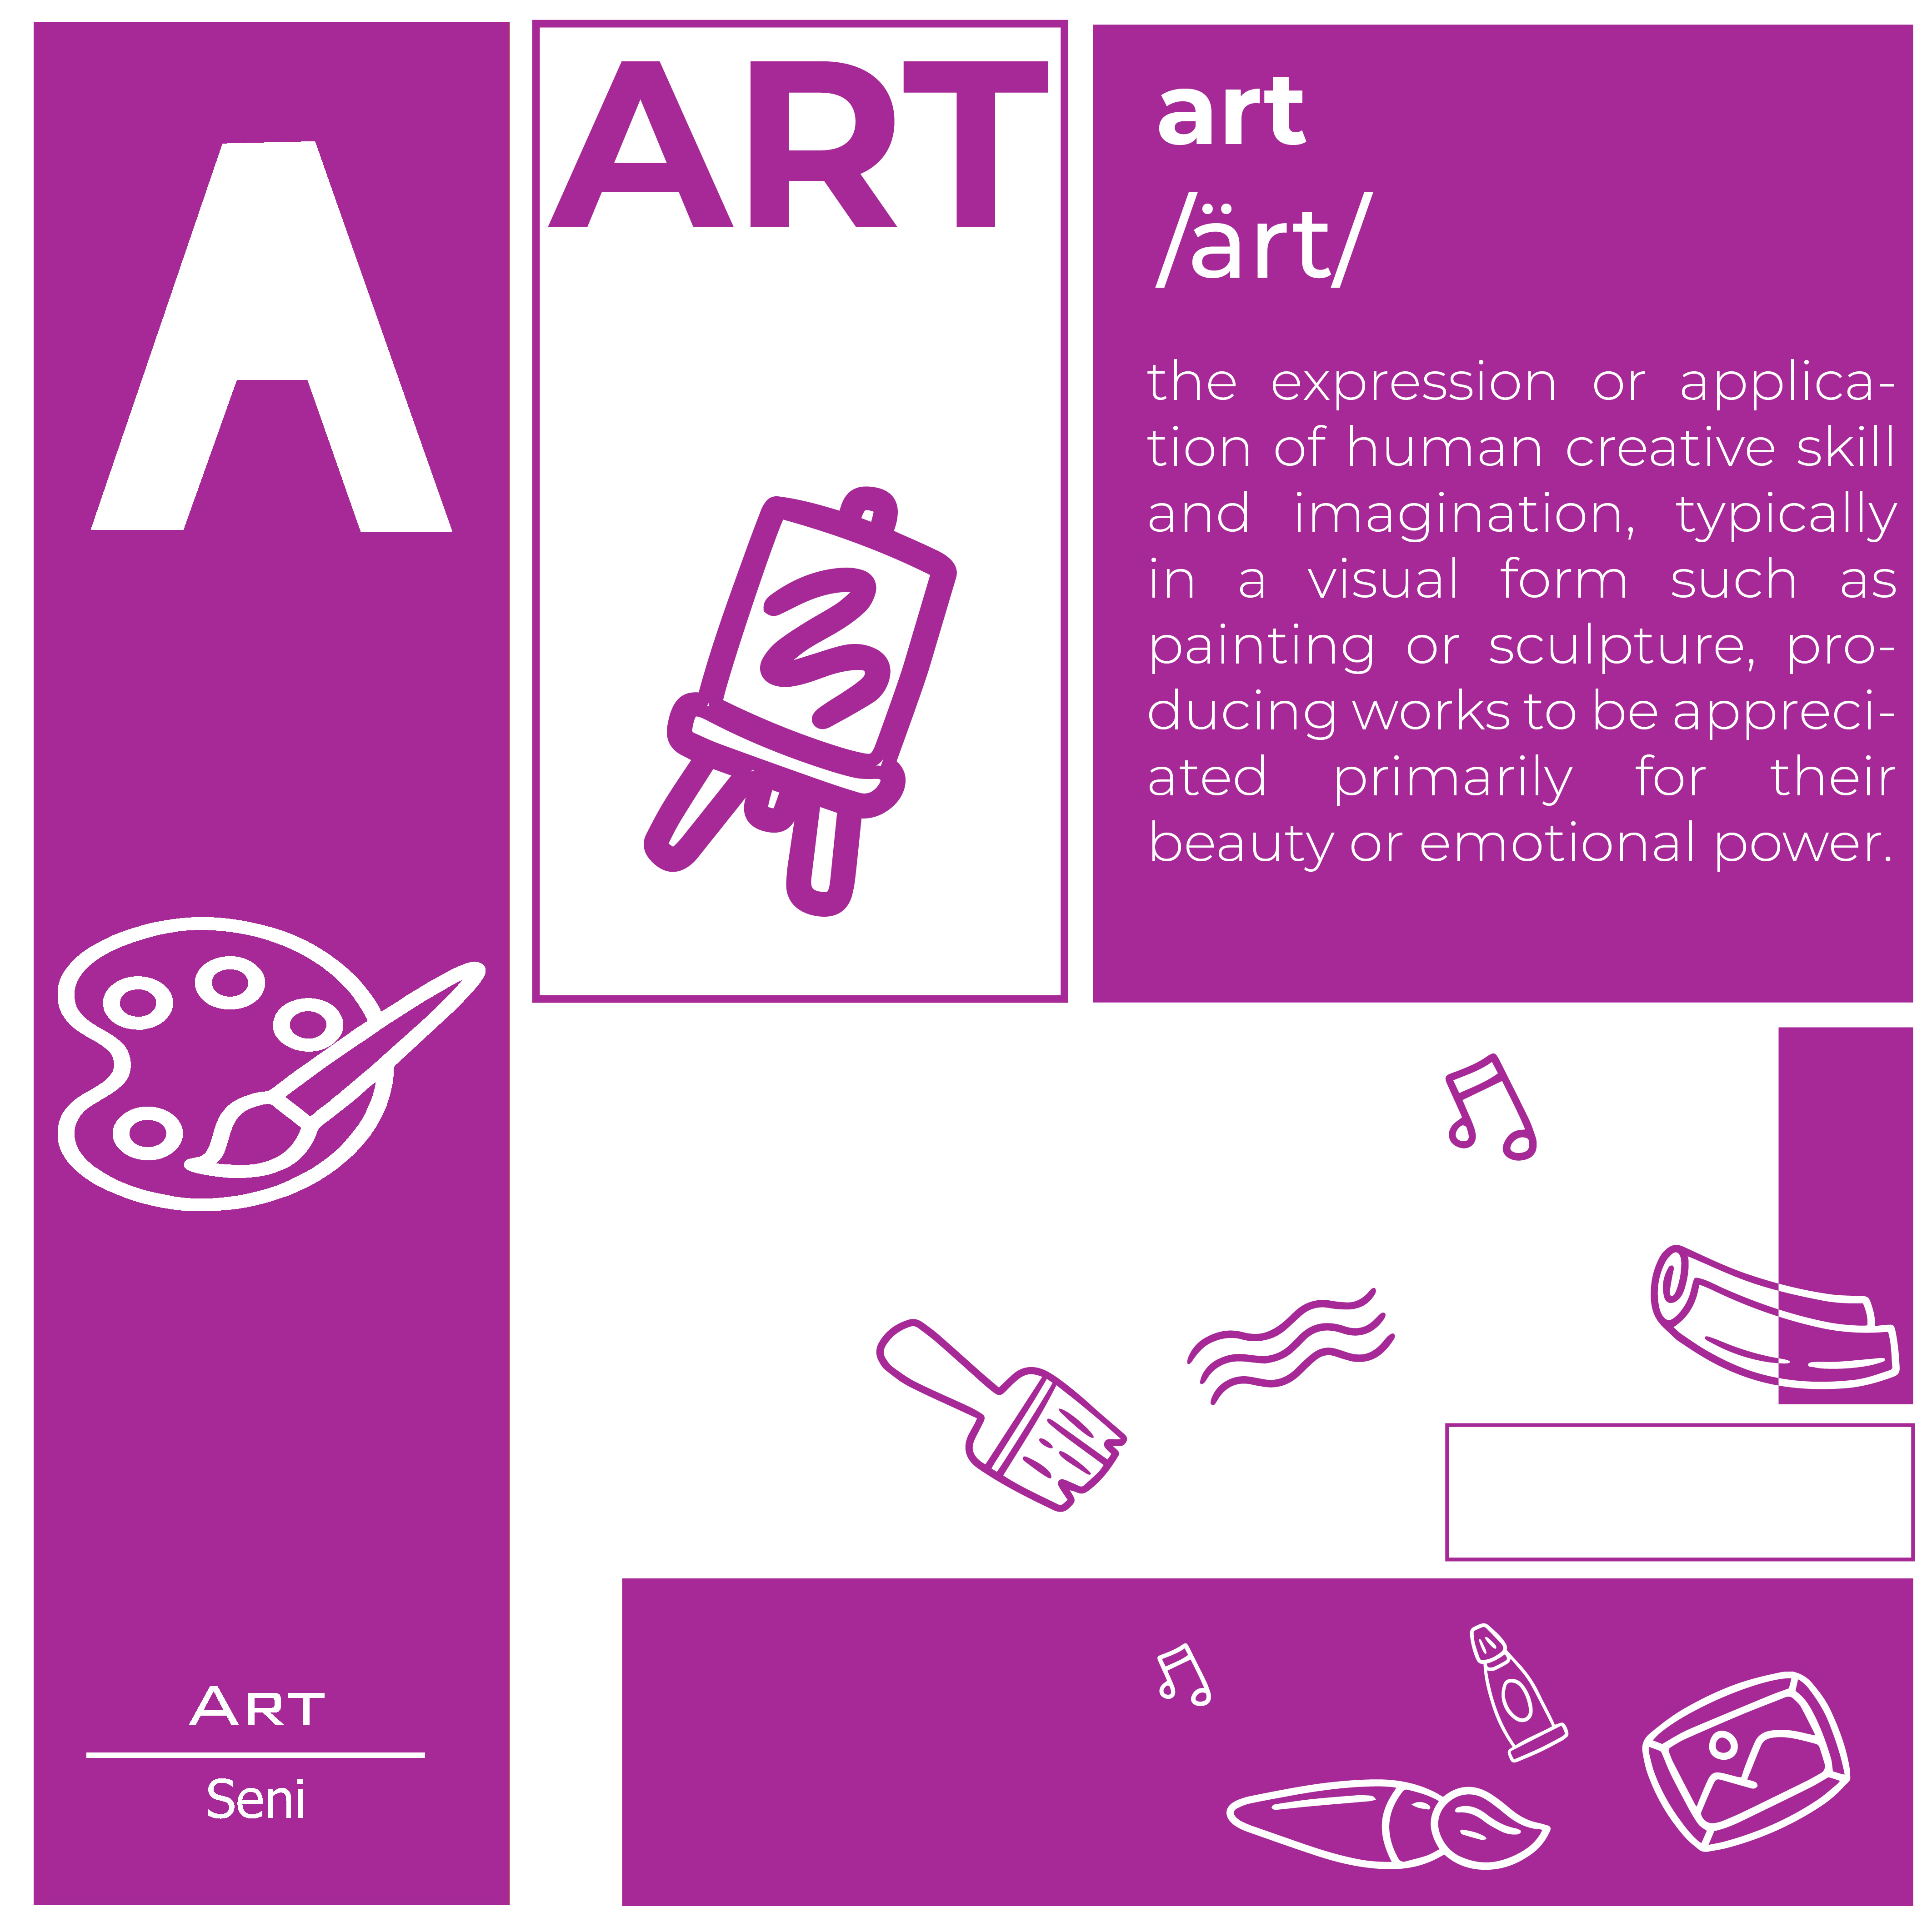 A
ART
art
/ärt/
the expression or applica-
tion of human creative skill
and imagination, typically
in a visual form such as
painting or sculpture, pro-
ducing works to be appreci-
ated primarily for their
beauty or emotional power.
ART
Seni